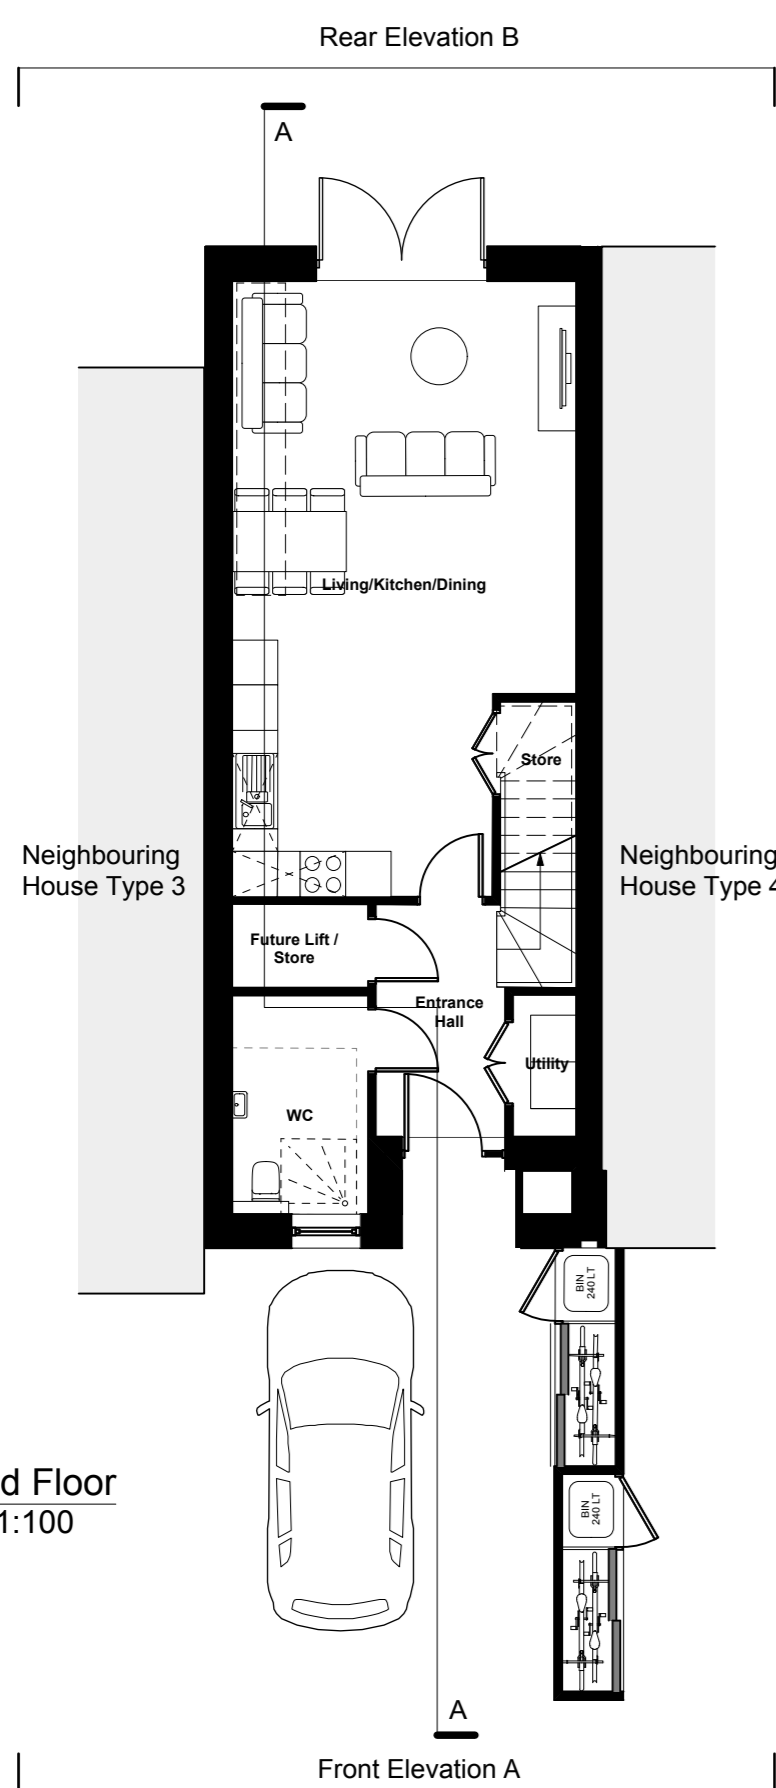 Rear Elevation B
A
Living/Kitchen/Dining
Store
Neighbouring
House Type 3
Neighbouring
House Type 4
Future Lift /
Store
Entrance
Hall
Utility
WC
BIN
240 LT
d Floor
1:100
BIN
240 LT
A
Front Elevation A